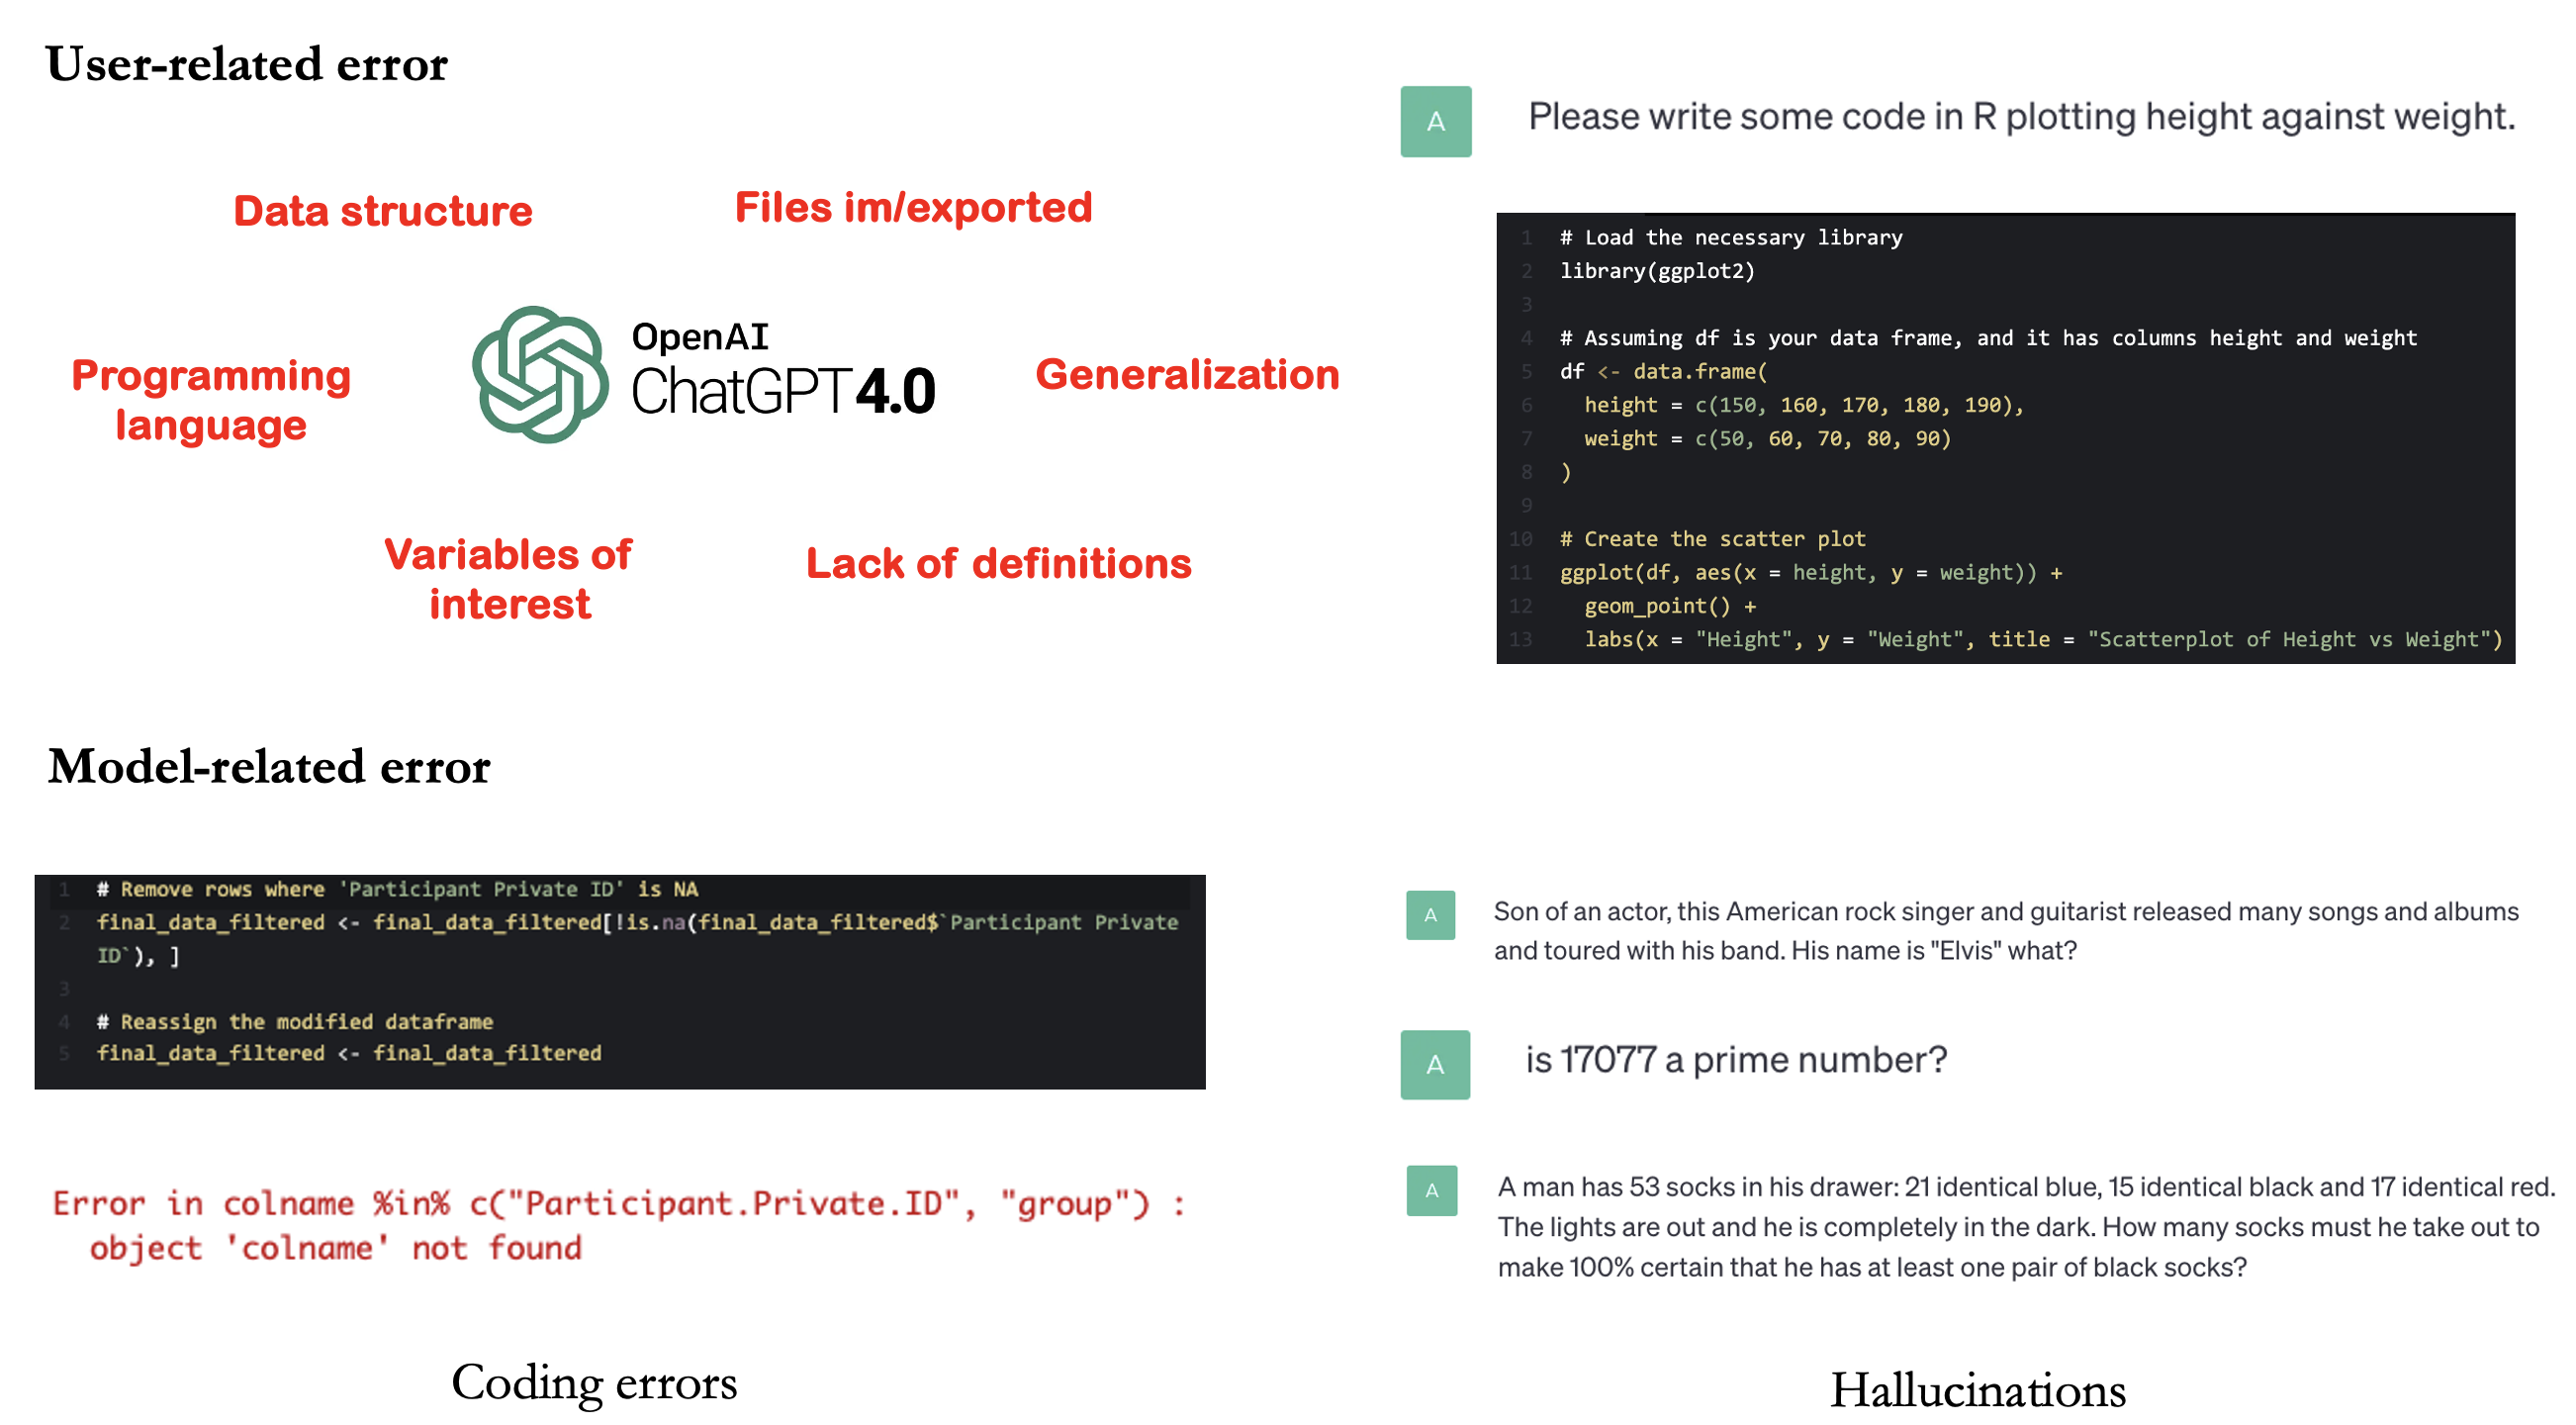 User-related error
Data structure
Files im/exported
Programming
language
OpenAI
ChatGPT 4.0
Generalization
Variables of
interest
Lack of definitions
A
Please write some code in R plotting height against weight.
1 # Load the necessary library
2 library(ggplot2)
3
4 # Assuming df is your data frame, and it has columns height and weight
5 df <- data.frame(
6   height = c(150, 160, 170, 180, 190),
7   weight = c(50, 60, 70, 80, 90)
8 )
9
10 # Create the scatter plot
11 ggplot(df, aes(x = height, y = weight)) +
12   geom_point() +
13   labs(x = "Height", y = "Weight", title = "Scatterplot of Height vs Weight")
Model-related error
1 # Remove rows where 'Participant Private ID' is NA
2 final_data_filtered <- final_data_filtered[!is.na(final_data_filtered$`Participant Private
ID`), ]
3
4 # Reassign the modified dataframe
5 final_data_filtered <- final_data_filtered
Error in colname %in% c("Participant.Private.ID", "group") :
  object 'colname' not found
Coding errors
A
Son of an actor, this American rock singer and guitarist released many songs and albums
and toured with his band. His name is "Elvis" what?
A
is 17077 a prime number?
A
A man has 53 socks in his drawer: 21 identical blue, 15 identical black and 17 identical red.
The lights are out and he is completely in the dark. How many socks must he take out to
make 100% certain that he has at least one pair of black socks?
Hallucinations